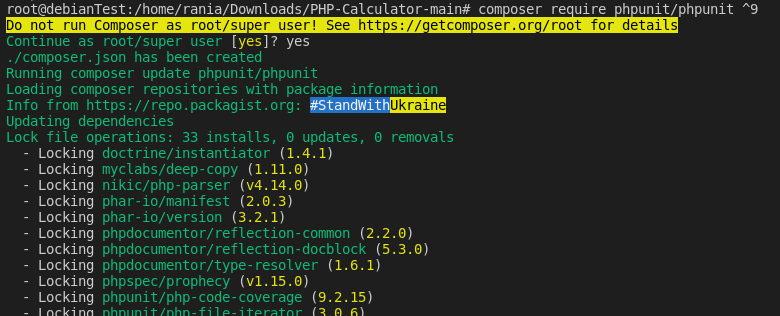 root@debianTest:/home/rania/Downloads/PHP-Calculator-main# composer require phpunit/phpunit ^9
Do not run Composer as root/super user! See https://getcomposer.org/root for details
Continue as root/super user [yes]? yes
./composer.json has been created
Running composer update phpunit/phpunit
Loading composer repositories with package information
Info from https://repo.packagist.org: #StandWithUkraine
Updating dependencies
Lock file operations: 33 installs, 0 updates, 0 removals
  - Locking doctrine/instantiator (1.4.1)
  - Locking myclabs/deep-copy (1.11.0)
  - Locking nikic/php-parser (v4.14.0)
  - Locking phar-io/manifest (2.0.3)
  - Locking phar-io/version (3.2.1)
  - Locking phpdocumentor/reflection-common (2.2.0)
  - Locking phpdocumentor/reflection-docblock (5.3.0)
  - Locking phpdocumentor/type-resolver (1.6.1)
  - Locking phpspec/prophecy (v1.15.0)
  - Locking phpunit/php-code-coverage (9.2.15)
  - Locking phpunit/php-file-iterator (3.0.6)